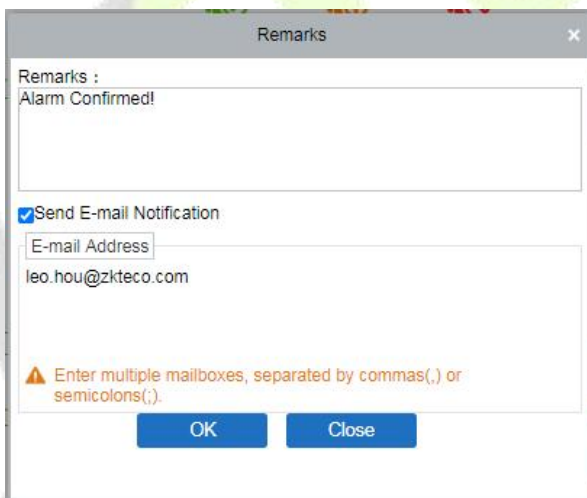 Remarks
Remarks :
Alarm Confirmed!
Send E-mail Notification
E-mail Address
leo.hou@zkteco.com
Enter multiple mailboxes, separated by commas(,) or
semicolons(;).
OK Close